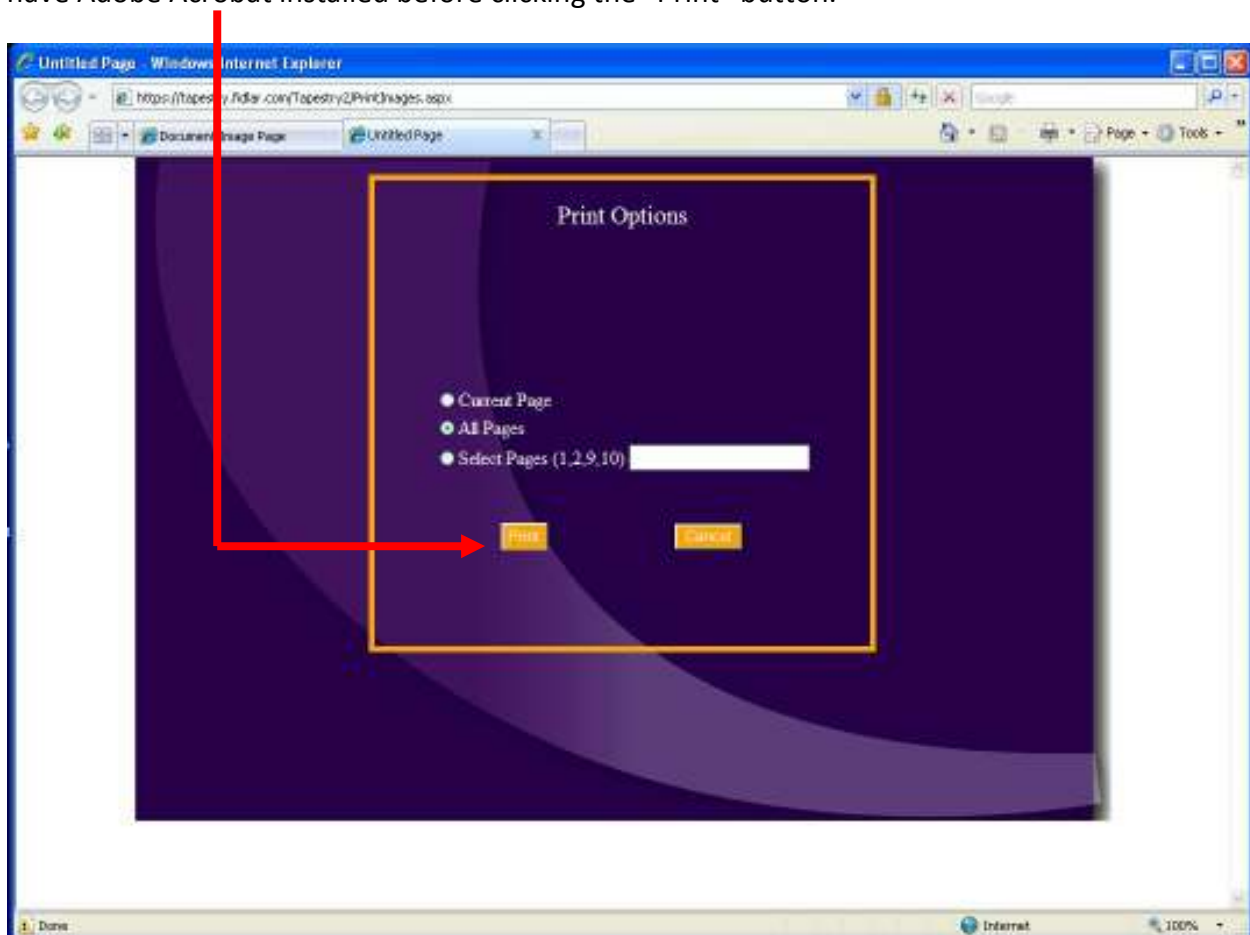 have Adobe Acrobat installed before clicking the "Print" button.
Untitled Page - Windows Internet Explorer
https://tapestry.fidlar.com/Tapestry2/PrintImages.aspx
Google
Document Image Page
Untitled Page
Page
Tools
Print Options
Current Page
All Pages
Select Pages (1,2,9,10)
Print
Cancel
Done
Internet
100%